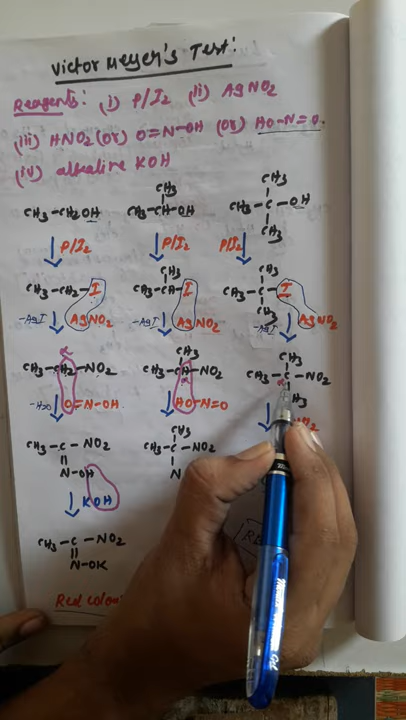 Victor Meyer's Test:
Reagents: (i) P/I2 (ii) AgNO2
(iii) HNO2 (or) O=N-OH (or) HO-N=O.
(iv) alkaline KOH
CH3 CH3
CH3-CH2OH CH3-CH-OH CH3-C-OH
CH3
P/I2 P/I2 P/I2
CH3 CH3
CH3-CH2-I CH3-CH-I CH3-C-I
CH3
-AgI AgNO2 -AgI AgNO2 -AgI AgNO2
α CH3 CH3
CH3-CH2-NO2 CH3-CH-NO2 CH3-C-NO2
α α
-H2O O=N-OH HO-N=O
CH3
CH3-C-NO2 CH3-C-NO2
N-OH N
KOH
CH3-C-NO2
N-OK
Red